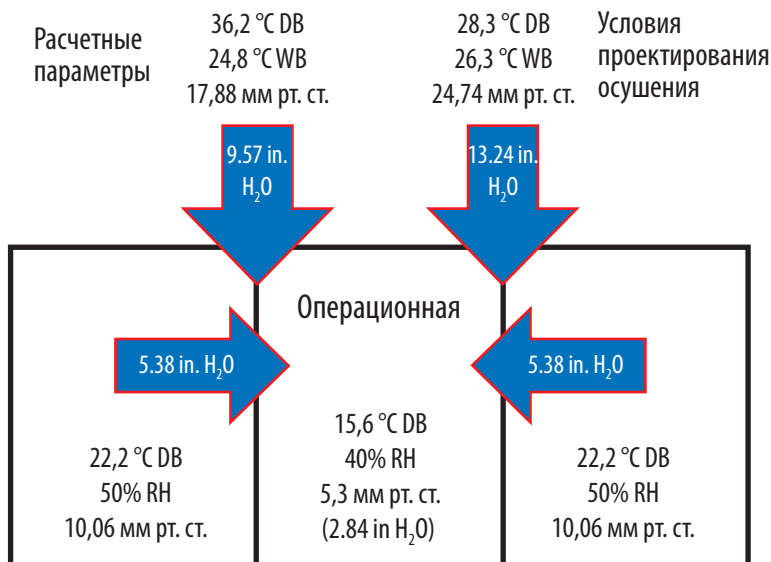 Расчетные
параметры
36,2 °C DB
24,8 °C WB
17,88 мм рт. ст.
28,3 °C DB
26,3 °C WB
24,74 мм рт. ст.
Условия
проектирования
осушения
9.57 in.
H₂O
13.24 in.
H₂O
Операционная
5.38 in. H₂O
5.38 in. H₂O
22,2 °C DB
50% RH
10,06 мм рт. ст.
15,6 °C DB
40% RH
5,3 мм рт. ст.
(2.84 in H₂O)
22,2 °C DB
50% RH
10,06 мм рт. ст.